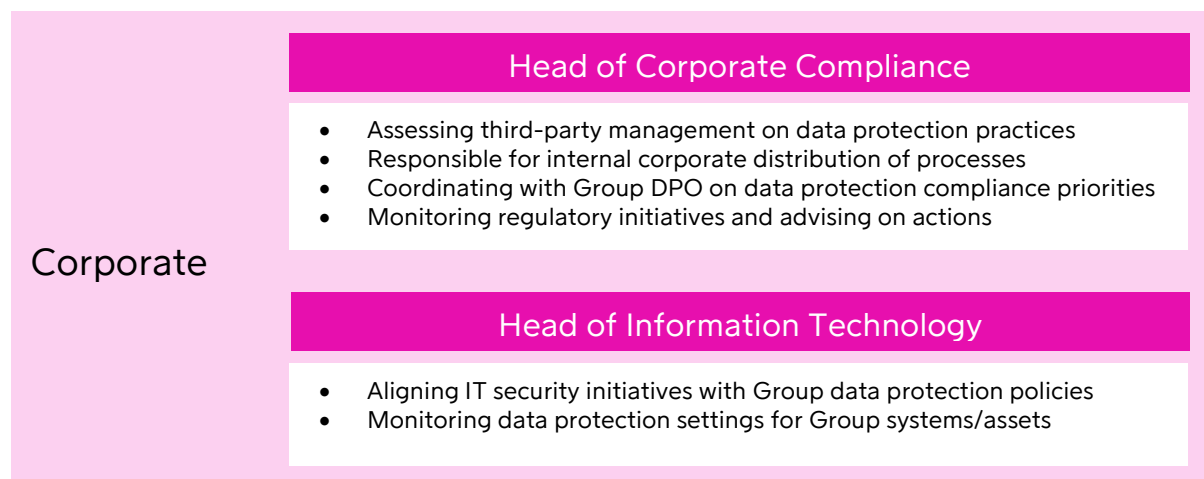 Corporate
Head of Corporate Compliance
• Assessing third-party management on data protection practices
• Responsible for internal corporate distribution of processes
• Coordinating with Group DPO on data protection compliance priorities
• Monitoring regulatory initiatives and advising on actions
Head of Information Technology
• Aligning IT security initiatives with Group data protection policies
• Monitoring data protection settings for Group systems/assets